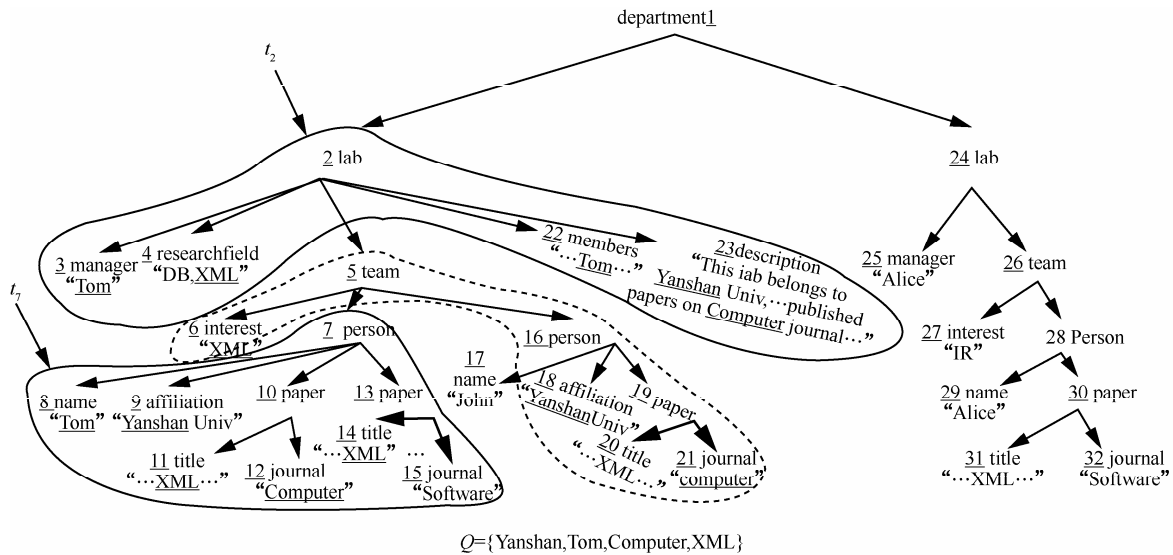 department1
t2
2 lab
24 lab
3 manager
“Tom”
4 researchfield
“DB,XML”
22 members
“…Tom…”
23description
“This iab belongs to
Yanshan Univ,…published
papers on Computer journal…”
25 manager
“Alice”
26 team
5 team
t7
6 interest
“XML”
7 person
16 person
27 interest
“IR”
28 Person
17
name
“John”
18 affiliation
“YanshanUniv”
19 paper
8 name
“Tom”
9 affiliation
“Yanshan Univ”
10 paper
13 paper
29 name
“Alice”
30 paper
14 title
“…XML” …
20 title
“…XML…”
21 journal
“computer”
11 title
“…XML…”
12 journal
“Computer”
15 journal
“Software”
31 title
“…XML…”
32 journal
“Software”
Q={Yanshan,Tom,Computer,XML}